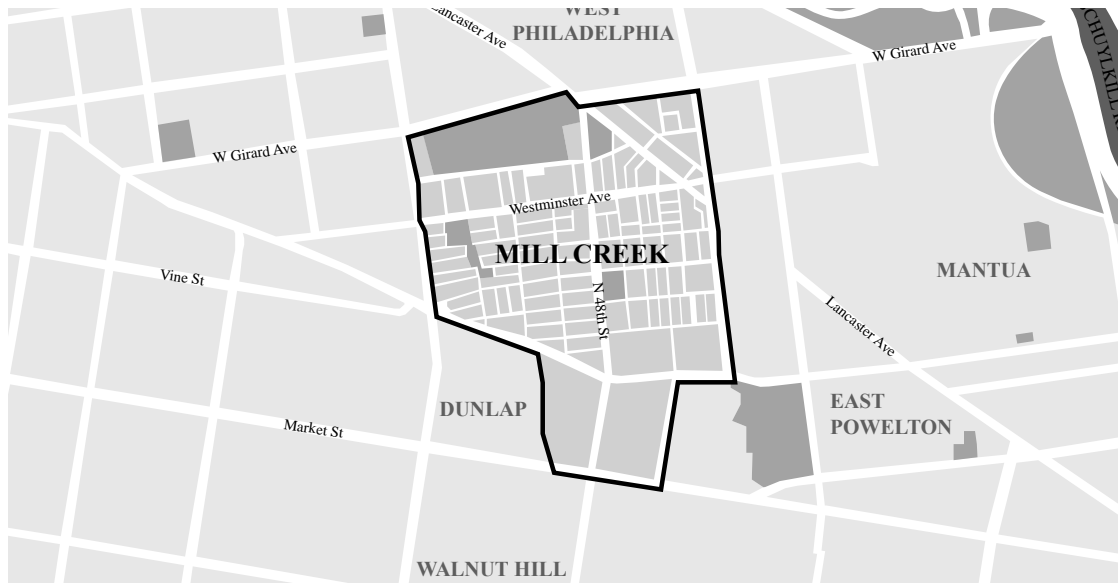 WEST
PHILADELPHIA
Lancaster Ave
W Girard Ave
SCHUYLKILL R
W Girard Ave
Westminster Ave
MILL CREEK
Vine St
N 48th St
MANTUA
Lancaster Ave
DUNLAP
EAST
POWELTON
Market St
WALNUT HILL